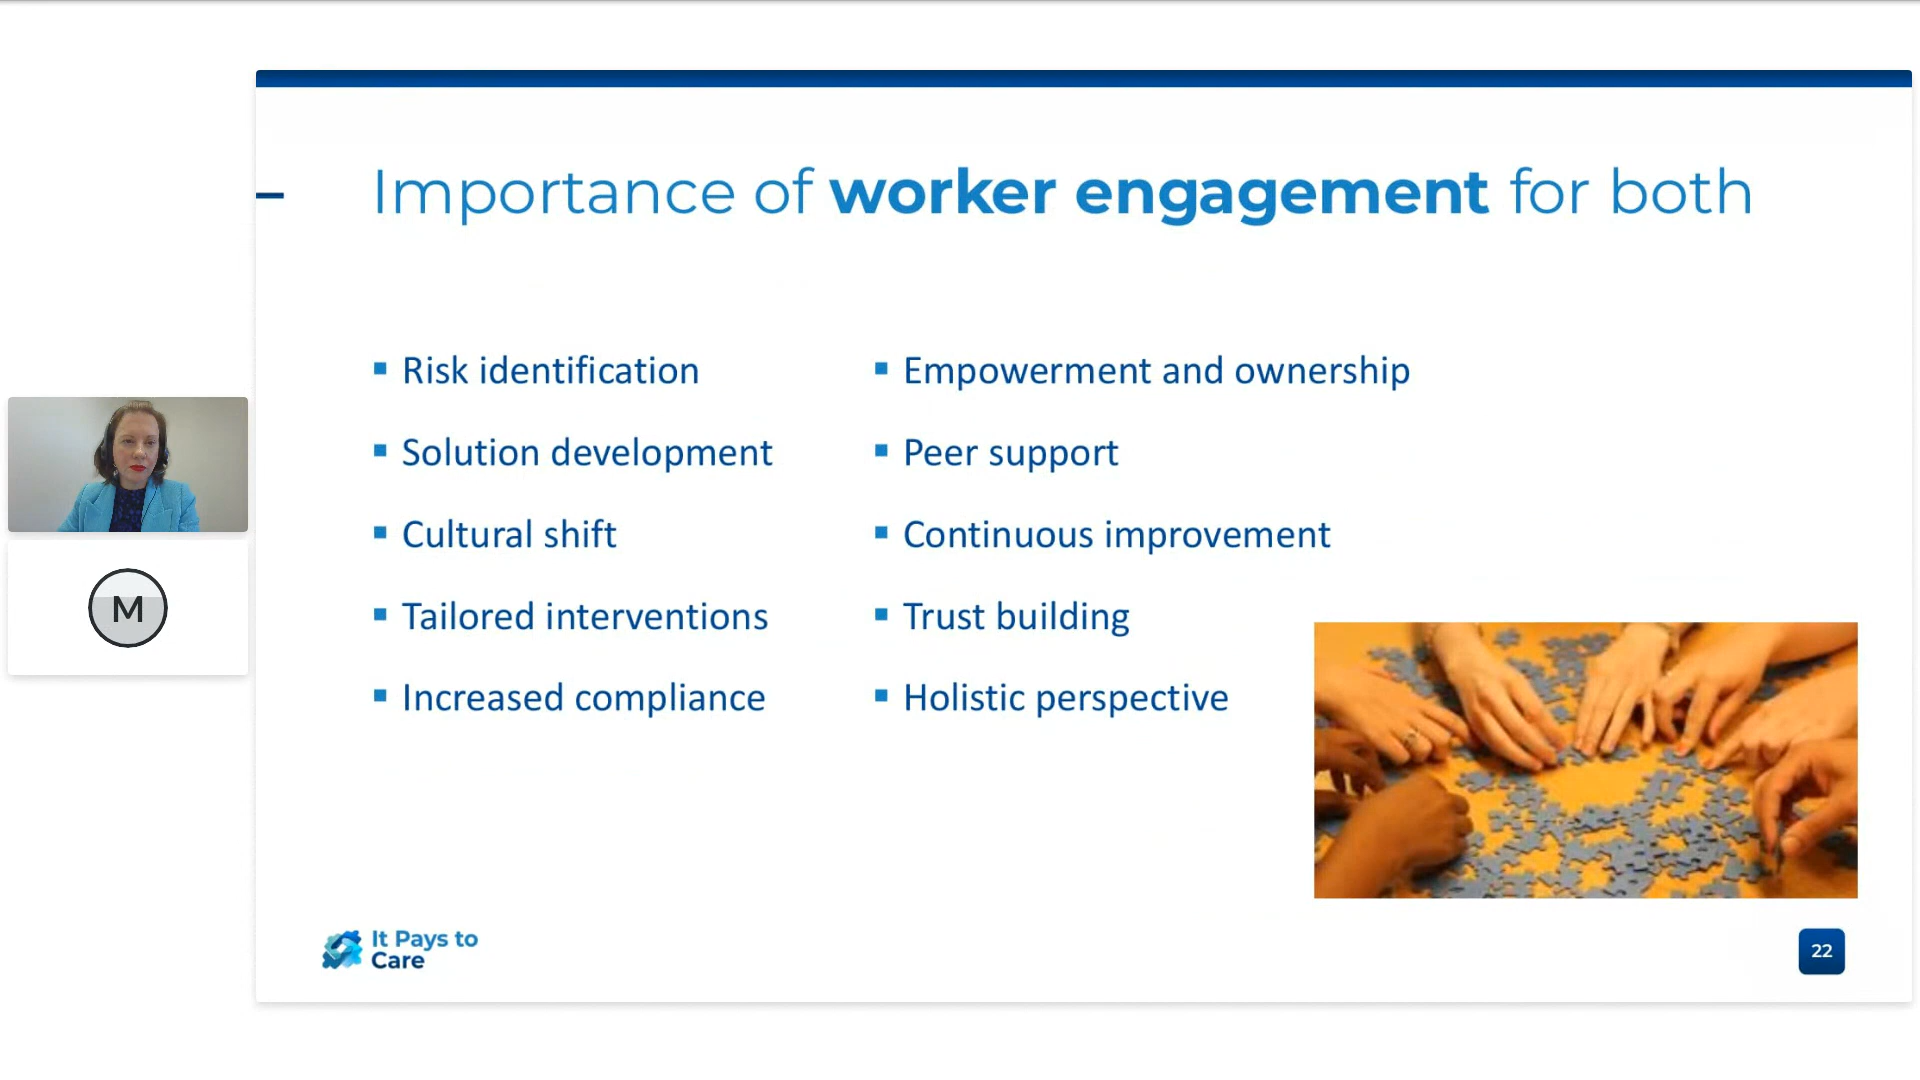 Importance of worker engagement for both
Risk identification
Solution development
Cultural shift
Tailored interventions
Increased compliance
Empowerment and ownership
Peer support
Continuous improvement
Trust building
Holistic perspective
M
It Pays to
Care
22